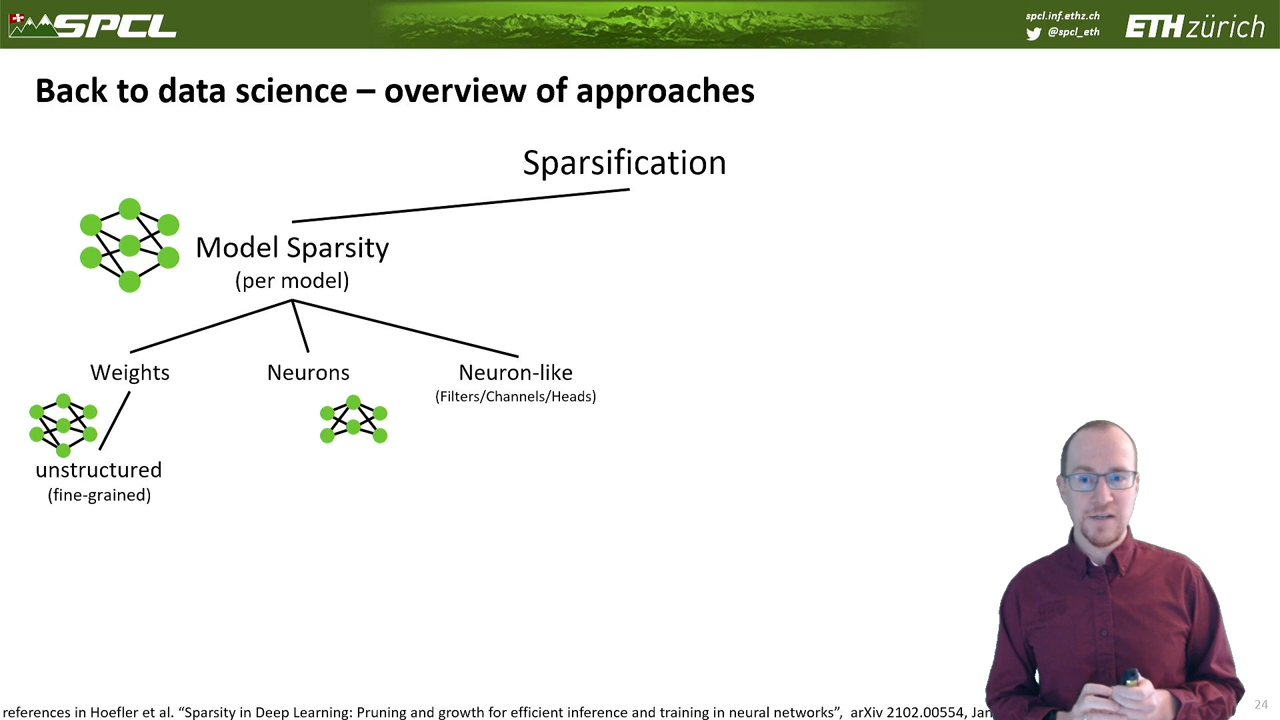 SPCL
spcl.inf.ethz.ch
@spcl_eth
ETH zürich
Back to data science – overview of approaches
Sparsification
Model Sparsity
(per model)
Weights
Neurons
Neuron-like
(Filters/Channels/Heads)
unstructured
(fine-grained)
references in Hoefler et al. “Sparsity in Deep Learning: Pruning and growth for efficient inference and training in neural networks”, arXiv 2102.00554, Jan
24